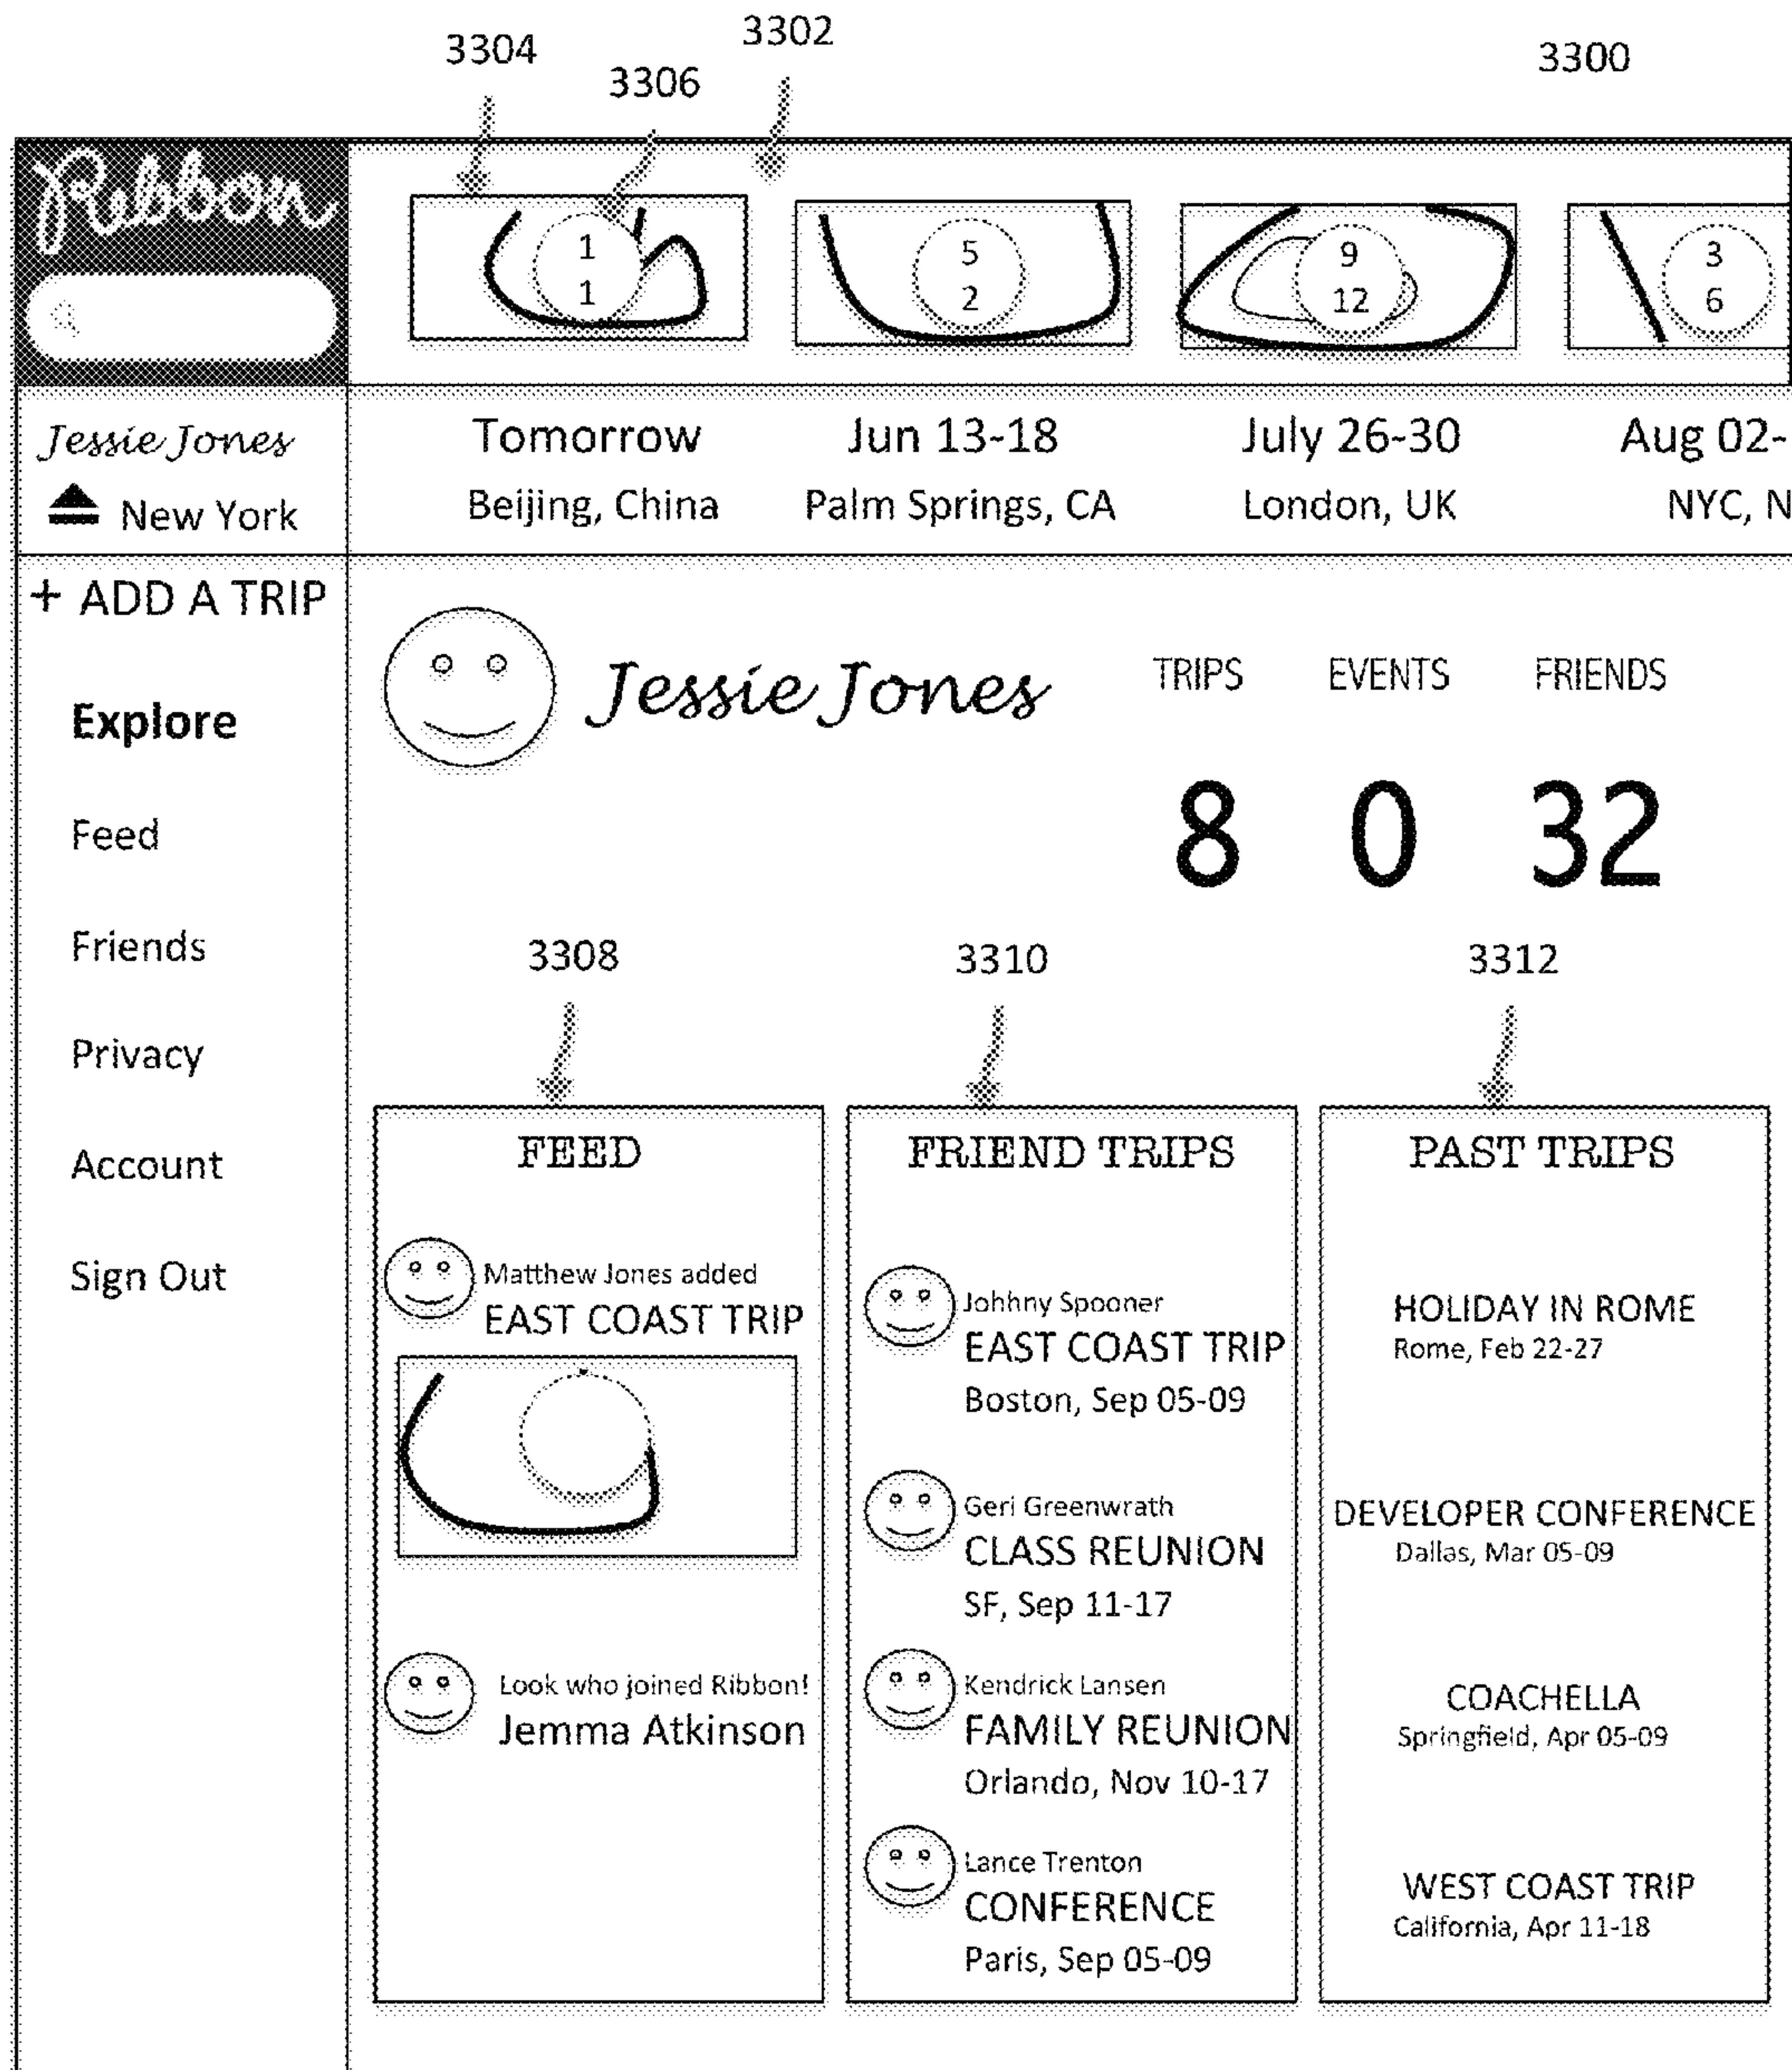 3304
3306
3302
3300
Ribbon
1
1
5
2
9
12
3
6
Jessie Jones
New York
Tomorrow
Beijing, China
Jun 13-18
Palm Springs, CA
July 26-30
London, UK
Aug 02-
NYC, N
+ ADD A TRIP
Explore
Feed
Friends
Privacy
Account
Sign Out
Jessie Jones
TRIPS EVENTS FRIENDS
8 0 32
3308
3310
3312
FEED
Matthew Jones added
EAST COAST TRIP
Look who joined Ribbon!
Jemma Atkinson
FRIEND TRIPS
Johhny Spooner
EAST COAST TRIP
Boston, Sep 05-09
Geri Greenwrath
CLASS REUNION
SF, Sep 11-17
Kendrick Lansen
FAMILY REUNION
Orlando, Nov 10-17
Lance Trenton
CONFERENCE
Paris, Sep 05-09
PAST TRIPS
HOLIDAY IN ROME
Rome, Feb 22-27
DEVELOPER CONFERENCE
Dallas, Mar 05-09
COACHELLA
Springfield, Apr 05-09
WEST COAST TRIP
California, Apr 11-18